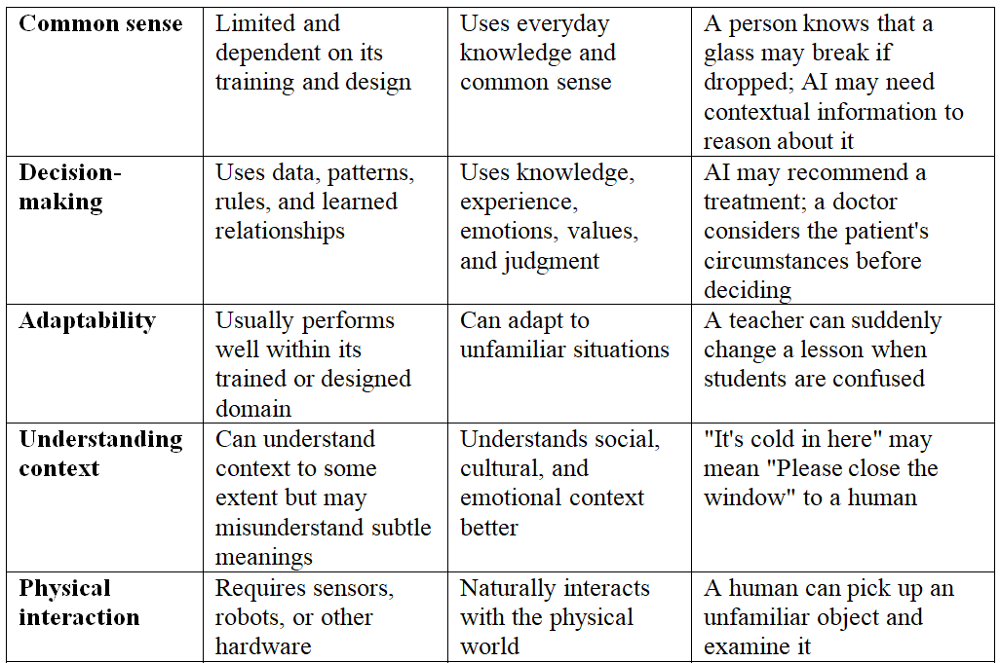 Common sense
Limited and
dependent on its
training and design
Uses everyday
knowledge and
common sense
A person knows that a
glass may break if
dropped; AI may need
contextual information to
reason about it
Decision-
making
Uses data, patterns,
rules, and learned
relationships
Uses knowledge,
experience,
emotions, values,
and judgment
AI may recommend a
treatment; a doctor
considers the patient's
circumstances before
deciding
Adaptability
Usually performs
well within its
trained or designed
domain
Can adapt to
unfamiliar situations
A teacher can suddenly
change a lesson when
students are confused
Understanding
context
Can understand
context to some
extent but may
misunderstand subtle
meanings
Understands social,
cultural, and
emotional context
better
"It's cold in here" may
mean "Please close the
window" to a human
Physical
interaction
Requires sensors,
robots, or other
hardware
Naturally interacts
with the physical
world
A human can pick up an
unfamiliar object and
examine it